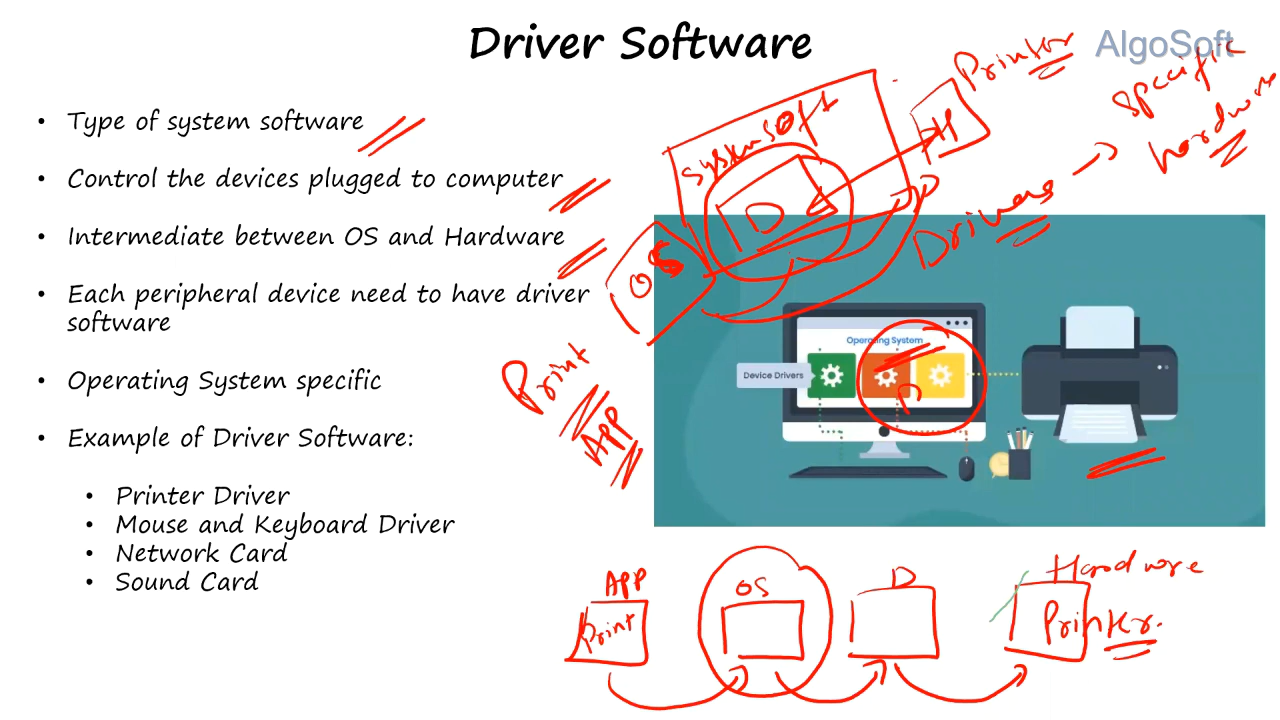 Driver Software
AlgoSoft
• Type of system software
• Control the devices plugged to computer
• Intermediate between OS and Hardware
• Each peripheral device need to have driver
software
• Operating System specific
• Example of Driver Software:
• Printer Driver
• Mouse and Keyboard Driver
• Network Card
• Sound Card
Printer
specific
hardware
System soft
H
D
Drivers
OS
Print
App
Operating System
Device Drivers
D
APP
Print
OS
D
Hardware
Printer.